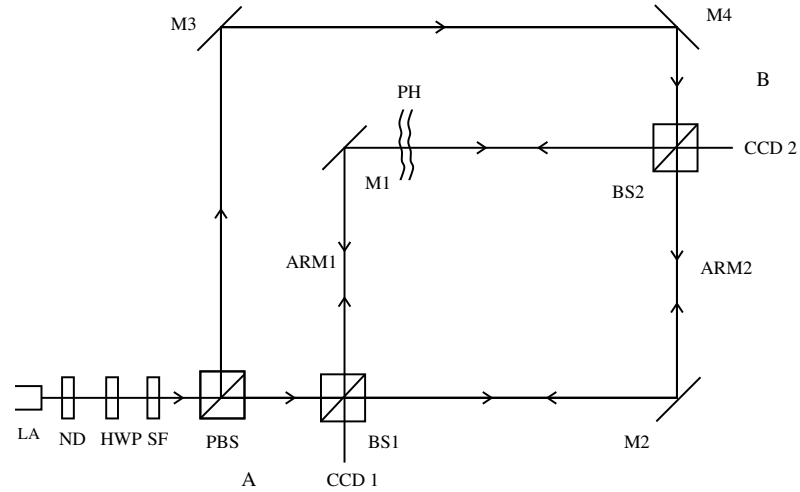 M3
M4
B
PH
CCD 2
M1
BS2
ARM1
ARM2
LA
ND
HWP
SF
PBS
BS1
M2
A
CCD 1